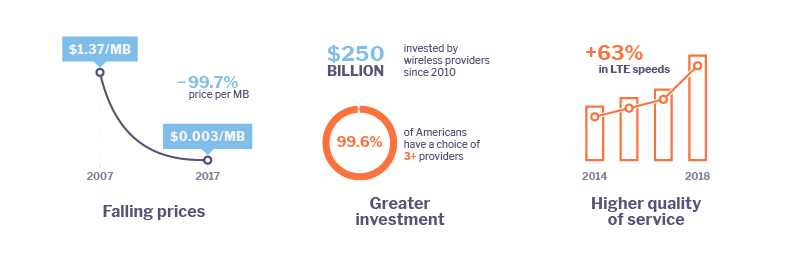 $1.37/MB
−99.7%
price per MB
$0.003/MB
2007
2017
Falling prices
$250
BILLION
invested by
wireless providers
since 2010
99.6%
of Americans
have a choice of
3+ providers
Greater
investment
+63%
in LTE speeds
2014
2018
Higher quality
of service